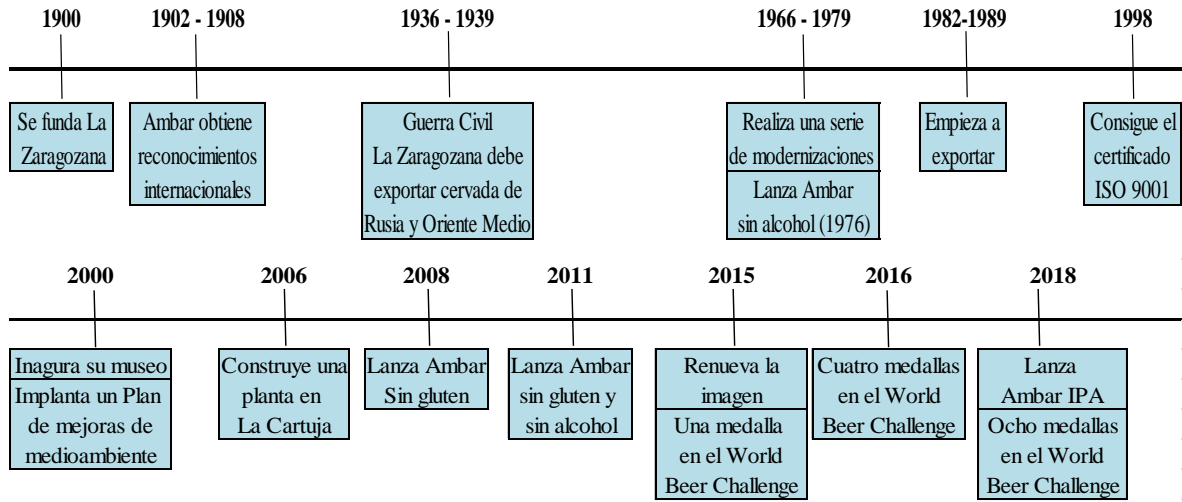 1900
1902 - 1908
1936 - 1939
1966 - 1979
1982-1989
1998
Se funda La
Zaragozana
Ambar obtiene
reconocimientos
internacionales
Guerra Civil
La Zaragozana debe
exportar cervada de
Rusia y Oriente Medio
Realiza una serie
de modernizaciones
Lanza Ambar
sin alcohol (1976)
Empieza a
exportar
Consigue el
certificado
ISO 9001
2000
2006
2008
2011
2015
2016
2018
Inagura su museo
Implanta un Plan
de mejoras de
medioambiente
Construye una
planta en
La Cartuja
Lanza Ambar
Sin gluten
Lanza Ambar
sin gluten y
sin alcohol
Renueva la
imagen
Una medalla
en el World
Beer Challenge
Cuatro medallas
en el World
Beer Challenge
Lanza
Ambar IPA
Ocho medallas
en el World
Beer Challenge